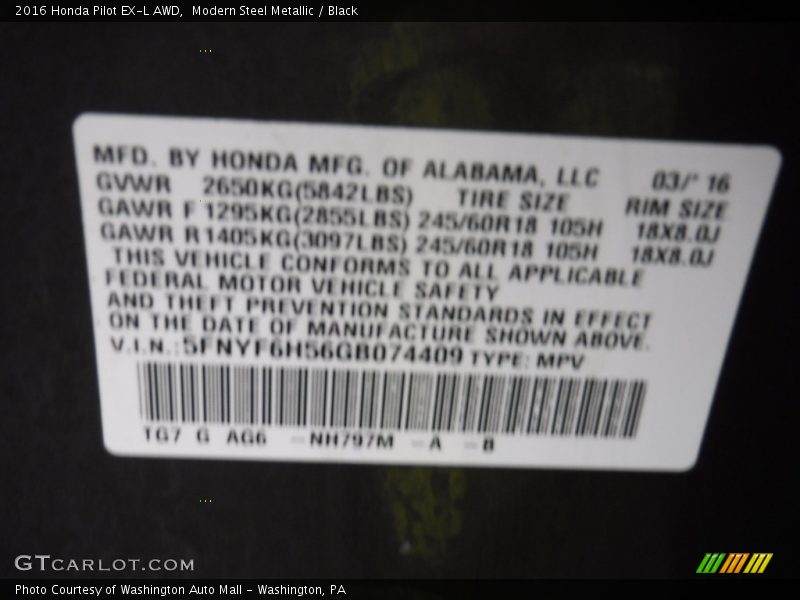 2016 Honda Pilot EX-L AWD,  Modern Steel Metallic / Black
MFD. BY HONDA MFG. OF ALABAMA, LLC 03/' 16
GVWR 2650KG(5842LBS) TIRE SIZE RIM SIZE
GAWR F 1295KG(2855LBS) 245/60R18 105H 18X8.0J
GAWR R 1405KG(3097LBS) 245/60R18 105H 18X8.0J
THIS VEHICLE CONFORMS TO ALL APPLICABLE
FEDERAL MOTOR VEHICLE SAFETY
AND THEFT PREVENTION STANDARDS IN EFFECT
ON THE DATE OF MANUFACTURE SHOWN ABOVE.
V.I.N.: 5FNYF6H56GB074409 TYPE: MPV
TG7 G AG6 -NH797M -A -B
GTCARLOT.COM
Photo Courtesy of Washington Auto Mall - Washington, PA